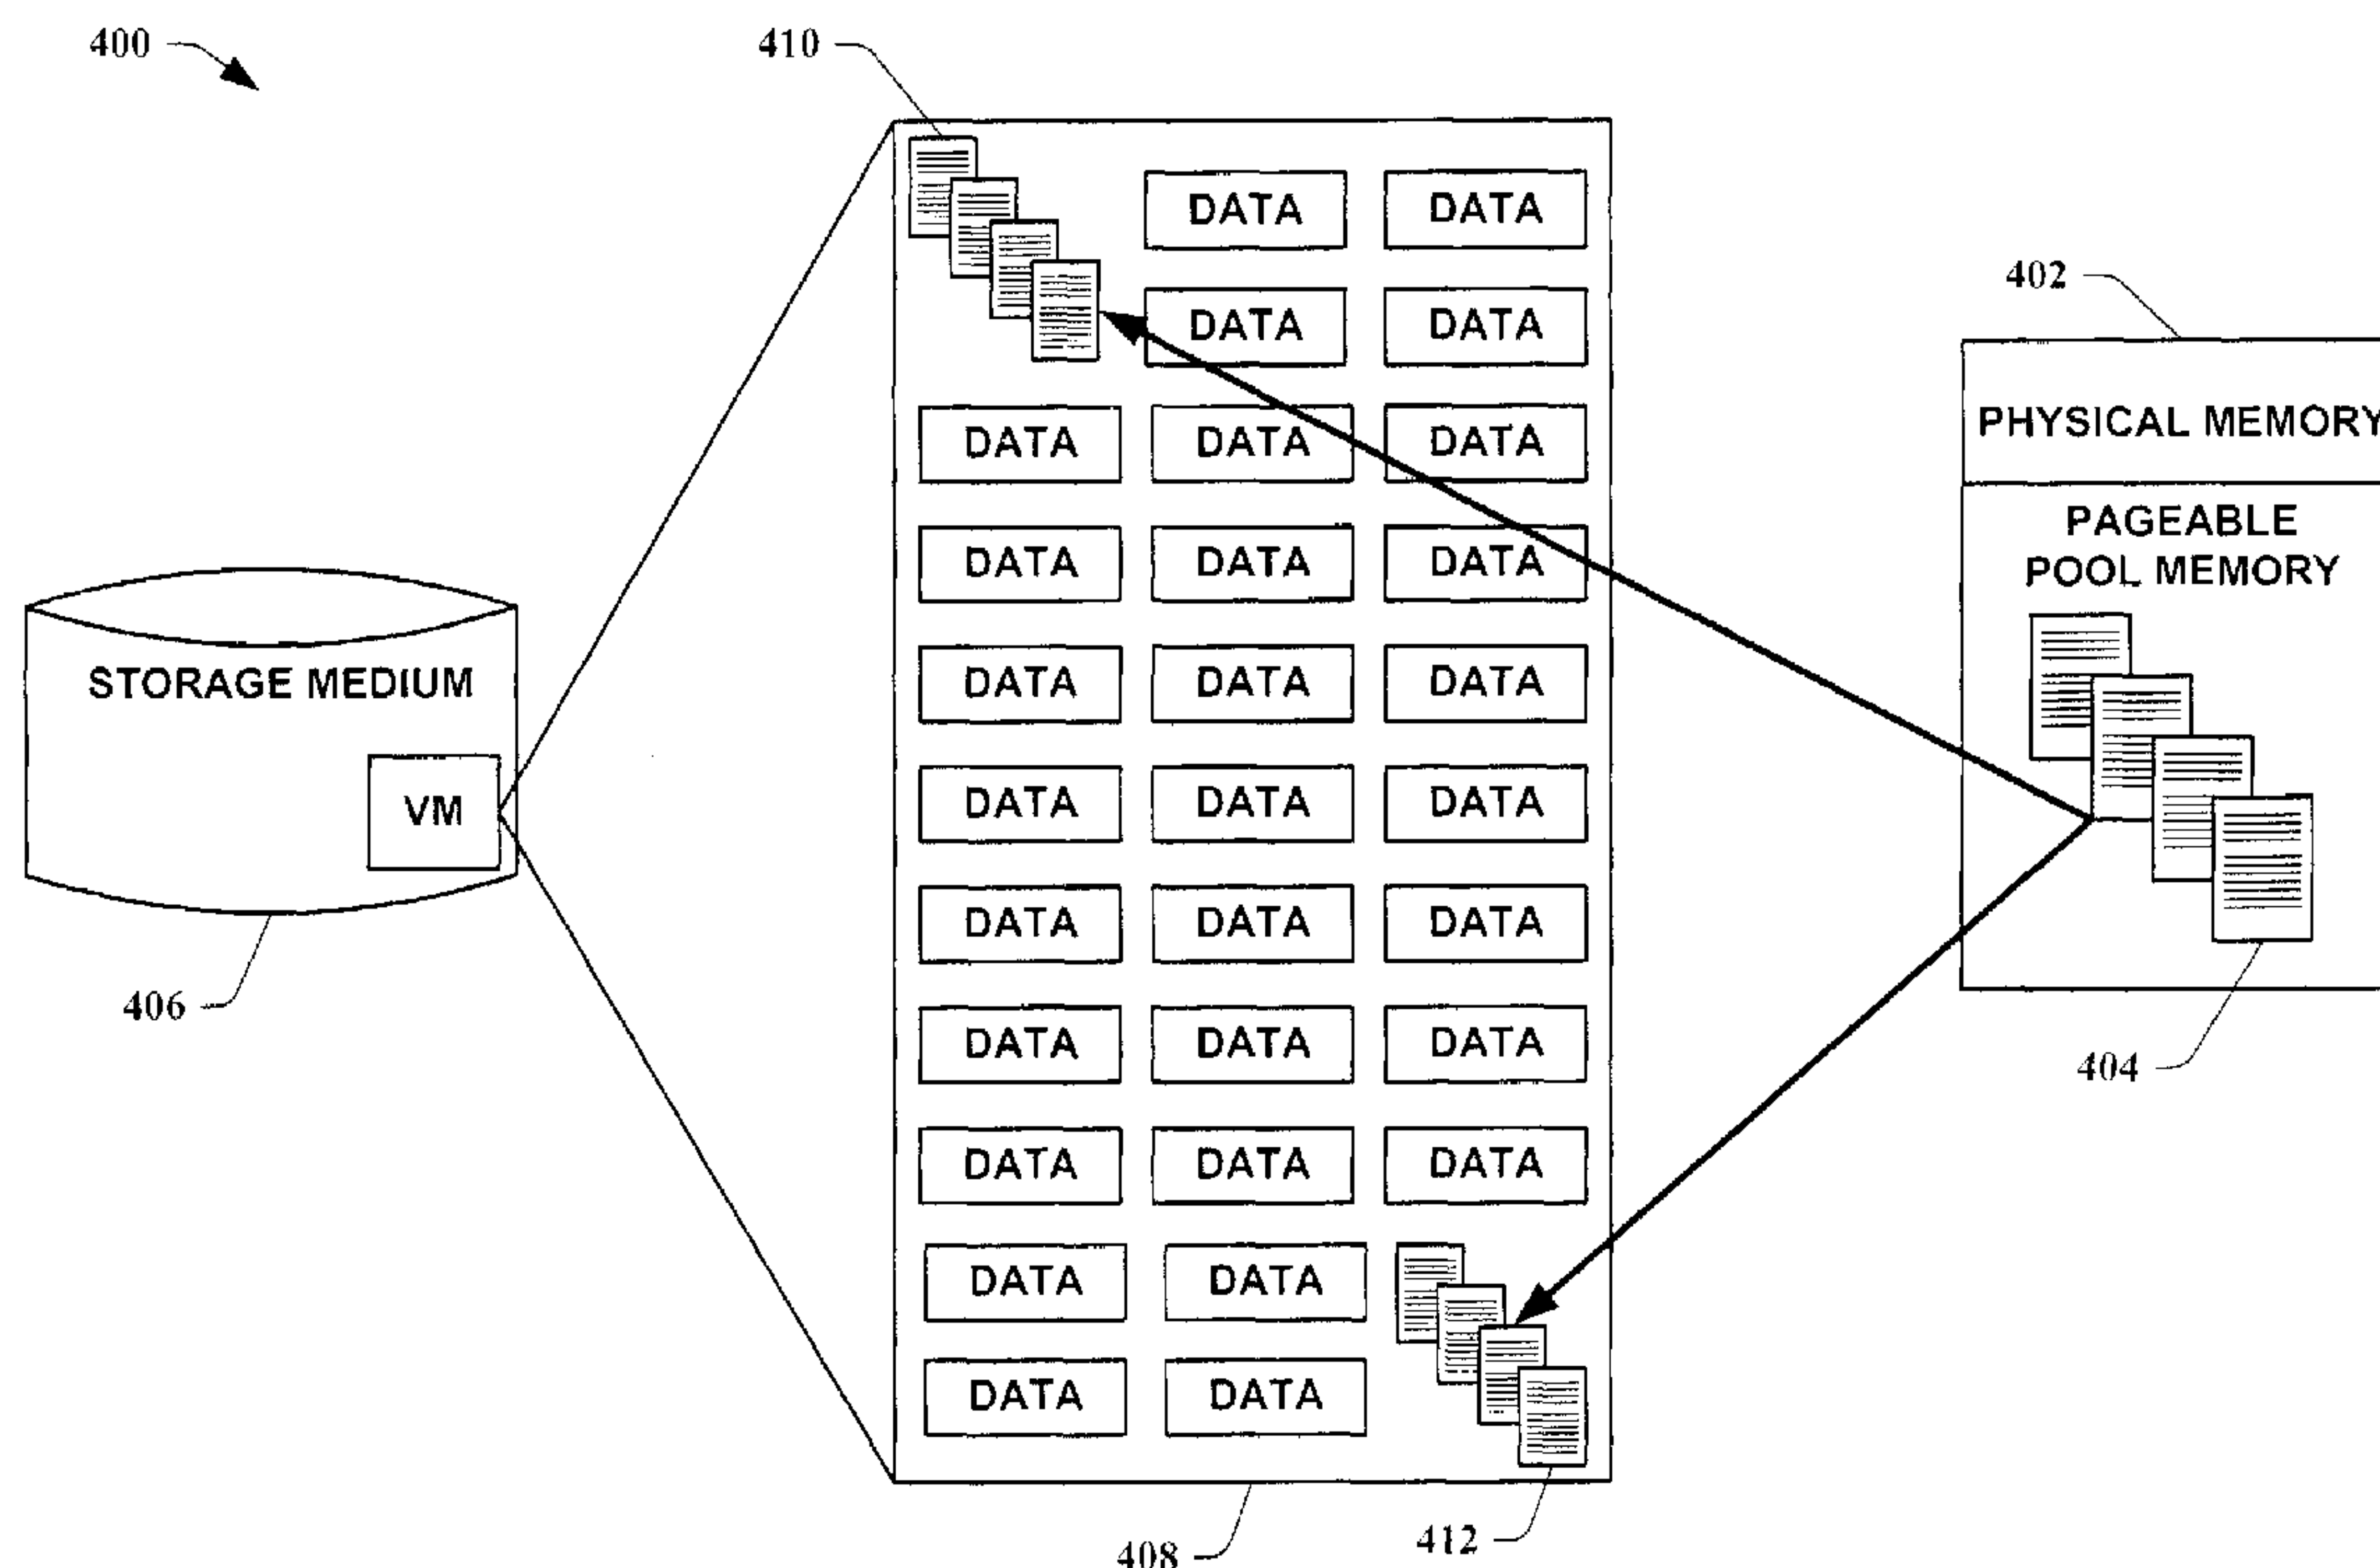 400
410
DATA DATA
402
DATA DATA
PHYSICAL MEMORY
DATA DATA DATA
PAGEABLE
POOL MEMORY
DATA DATA DATA
STORAGE MEDIUM
DATA DATA DATA
VM
DATA DATA DATA
DATA DATA DATA
406
DATA DATA DATA
404
DATA DATA DATA
DATA DATA
DATA DATA
408
412